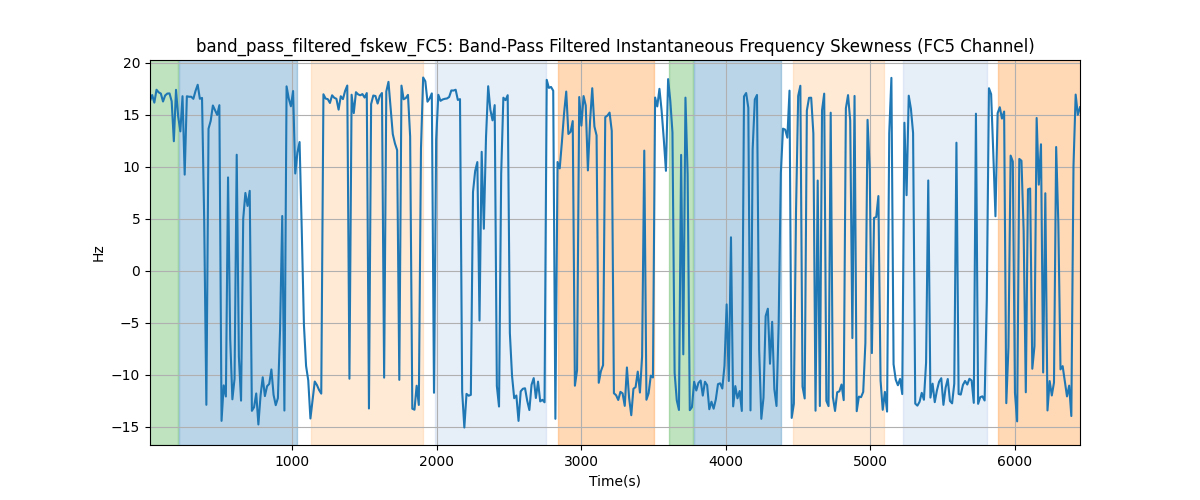 band_pass_filtered_fskew_FC5: Band-Pass Filtered Instantaneous Frequency Skewness (FC5 Channel)
20
15
10
5
0
−5
−10
−15
Hz
1000 2000 3000 4000 5000 6000
Time(s)